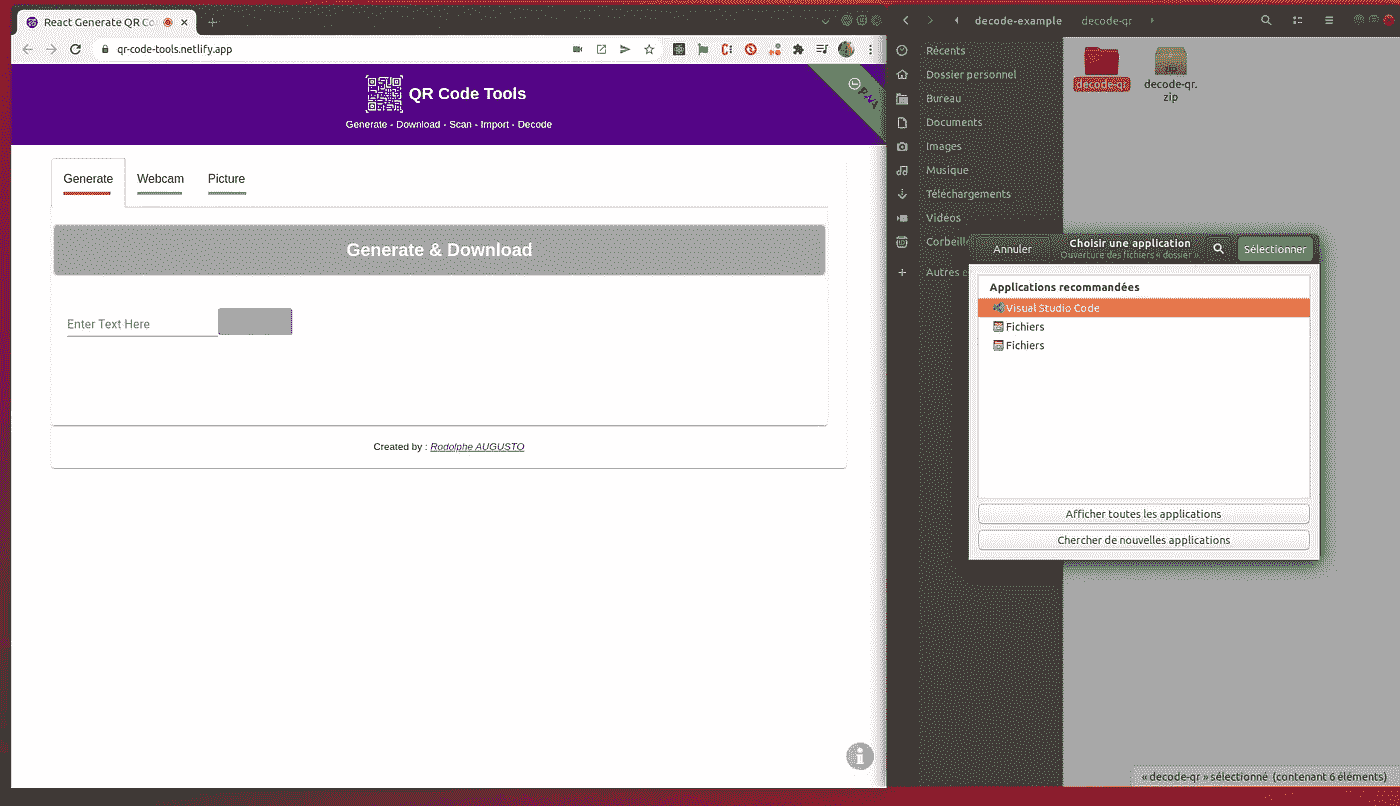 React Generate QR Co
qr-code-tools.netlify.app
QR Code Tools
Generate - Download - Scan - Import - Decode
Generate
Webcam
Picture
Generate & Download
Enter Text Here
Created by : Rodolphe AUGUSTO
decode-example
decode-qr
Récents
Dossier personnel
Bureau
Documents
Images
Musique
Téléchargements
Vidéos
Corbeille
Autres
decode-qr
decode-qr.
zip
Annuler
Choisir une application
Ouverture des fichiers « dossier ».
Sélectionner
Applications recommandées
Visual Studio Code
Fichiers
Fichiers
Afficher toutes les applications
Chercher de nouvelles applications
« decode-qr » sélectionné (contenant 6 éléments)